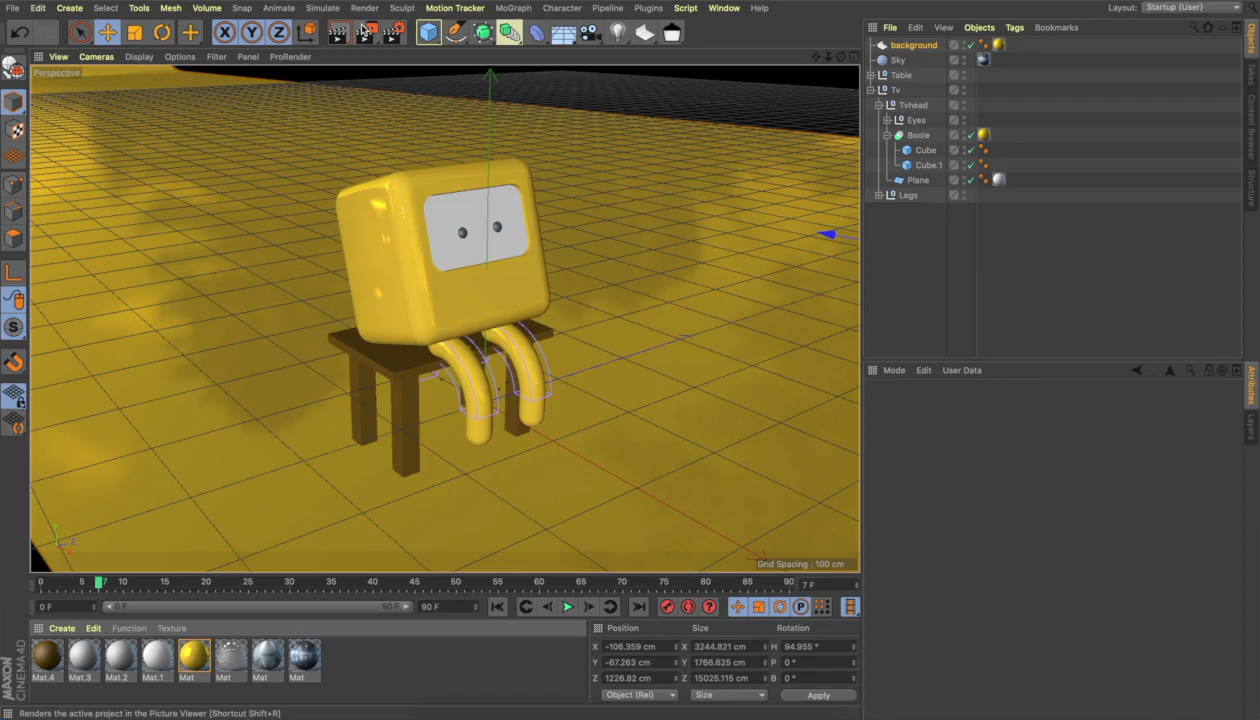 File Edit Create Select Tools Mesh Volume Snap Animate Simulate Render Sculpt Motion Tracker MoGraph Character Pipeline Plugins Script Window Help Layout: Startup (User)
X Y Z
View Cameras Display Options Filter Panel ProRender
File Edit View Objects Tags Bookmarks
Perspective
background
Sky
Table
Tv
Tvhead
Eyes
Boole
Cube
Cube.1
Plane
Legs
Objects
Takes
Content Browser
Structure
S
Mode Edit User Data
Attributes
Layers
Y
Z
X
Grid Spacing : 100 cm
0 5 7 10 15 20 25 30 35 40 45 50 55 60 65 70 75 80 85 90 7 F
0 F 0 F 90 F 90 F
P
Create Edit Function Texture
Position Size Rotation
X -106.359 cm X 3244.821 cm H 94.955 °
Y -67.263 cm Y 1766.625 cm P 0 °
Z 1226.82 cm Z 15025.115 cm B 0 °
Object (Rel) Size Apply
Mat.4 Mat.3 Mat.2 Mat.1 Mat Mat Mat Mat
MAXON
CINEMA 4D
Renders the active project in the Picture Viewer [Shortcut Shift+R]